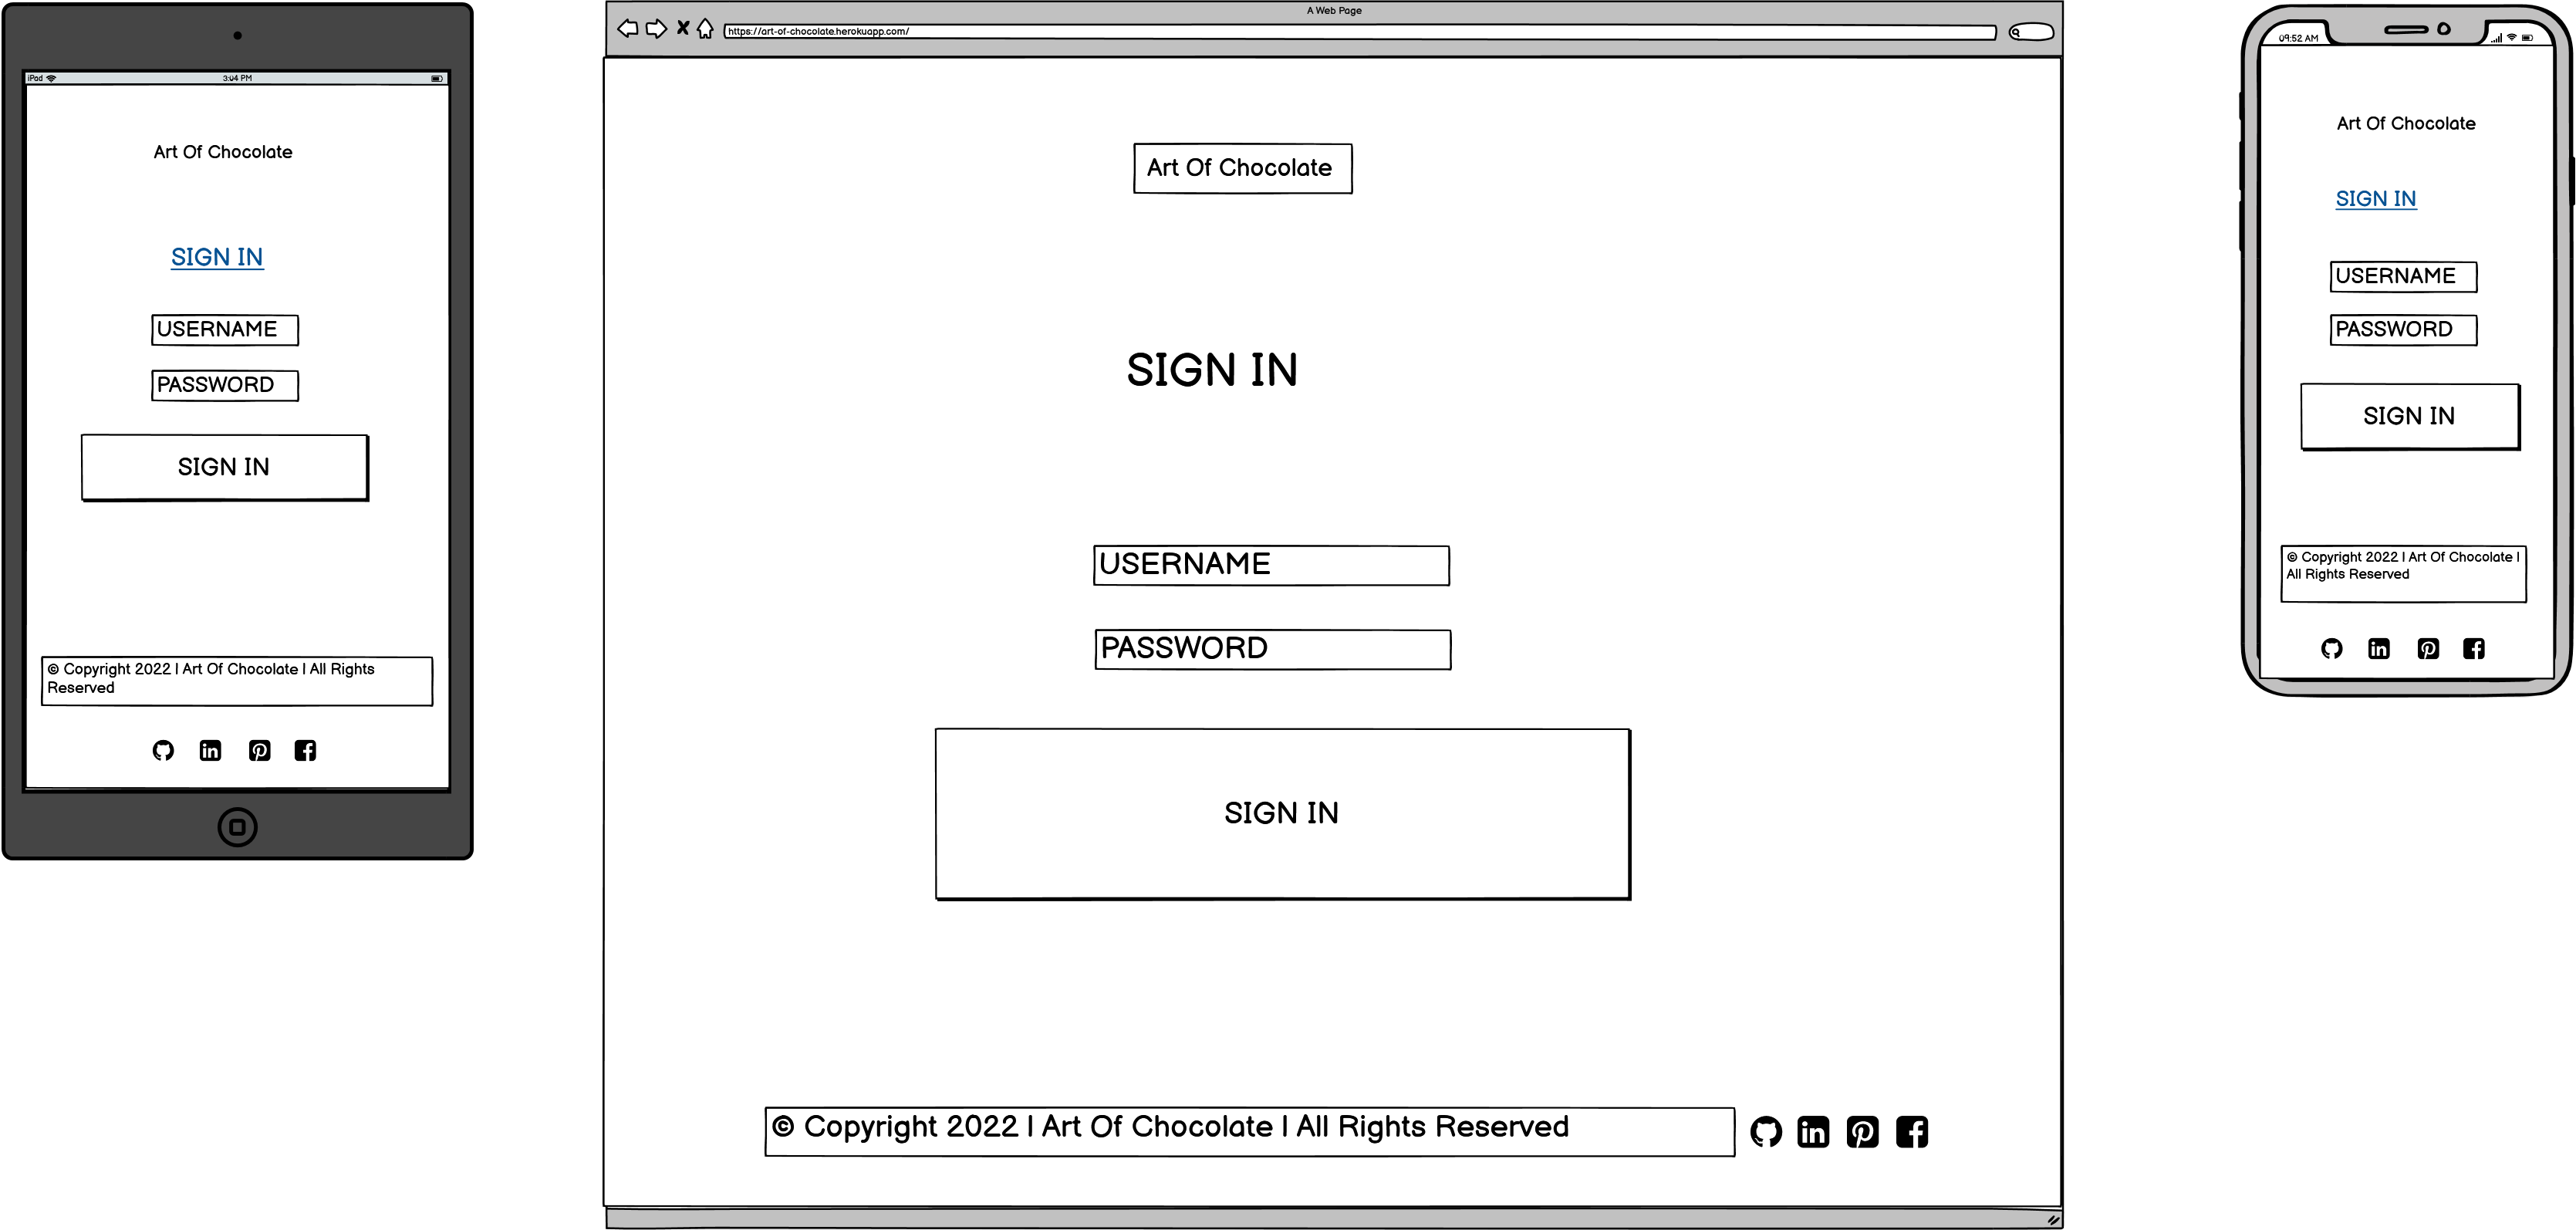 iPad
3:04 PM
Art Of Chocolate
SIGN IN
USERNAME
PASSWORD
SIGN IN
© Copyright 2022 | Art Of Chocolate | All Rights
Reserved
A Web Page
https://art-of-chocolate.herokuapp.com/
Art Of Chocolate
SIGN IN
USERNAME
PASSWORD
SIGN IN
© Copyright 2022 | Art Of Chocolate | All Rights Reserved
09:52 AM
Art Of Chocolate
SIGN IN
USERNAME
PASSWORD
SIGN IN
© Copyright 2022 | Art Of Chocolate |
All Rights Reserved